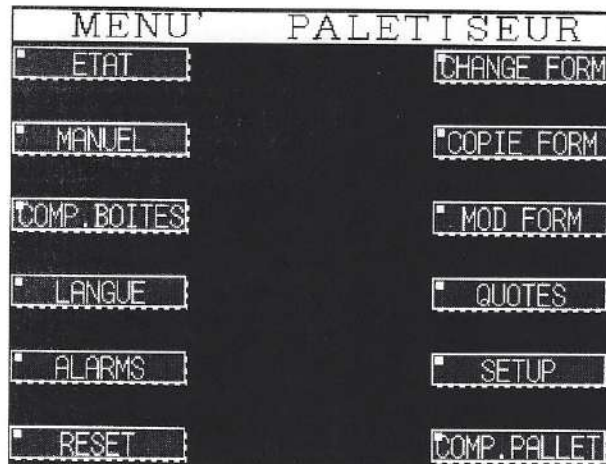 MENU' PALETISEUR
ETAT CHANGE FORM
MANUEL COPIE FORM
COMP.BOITES MOD FORM
LANGUE QUOTES
ALARMS SETUP
RESET COMP.PALLET